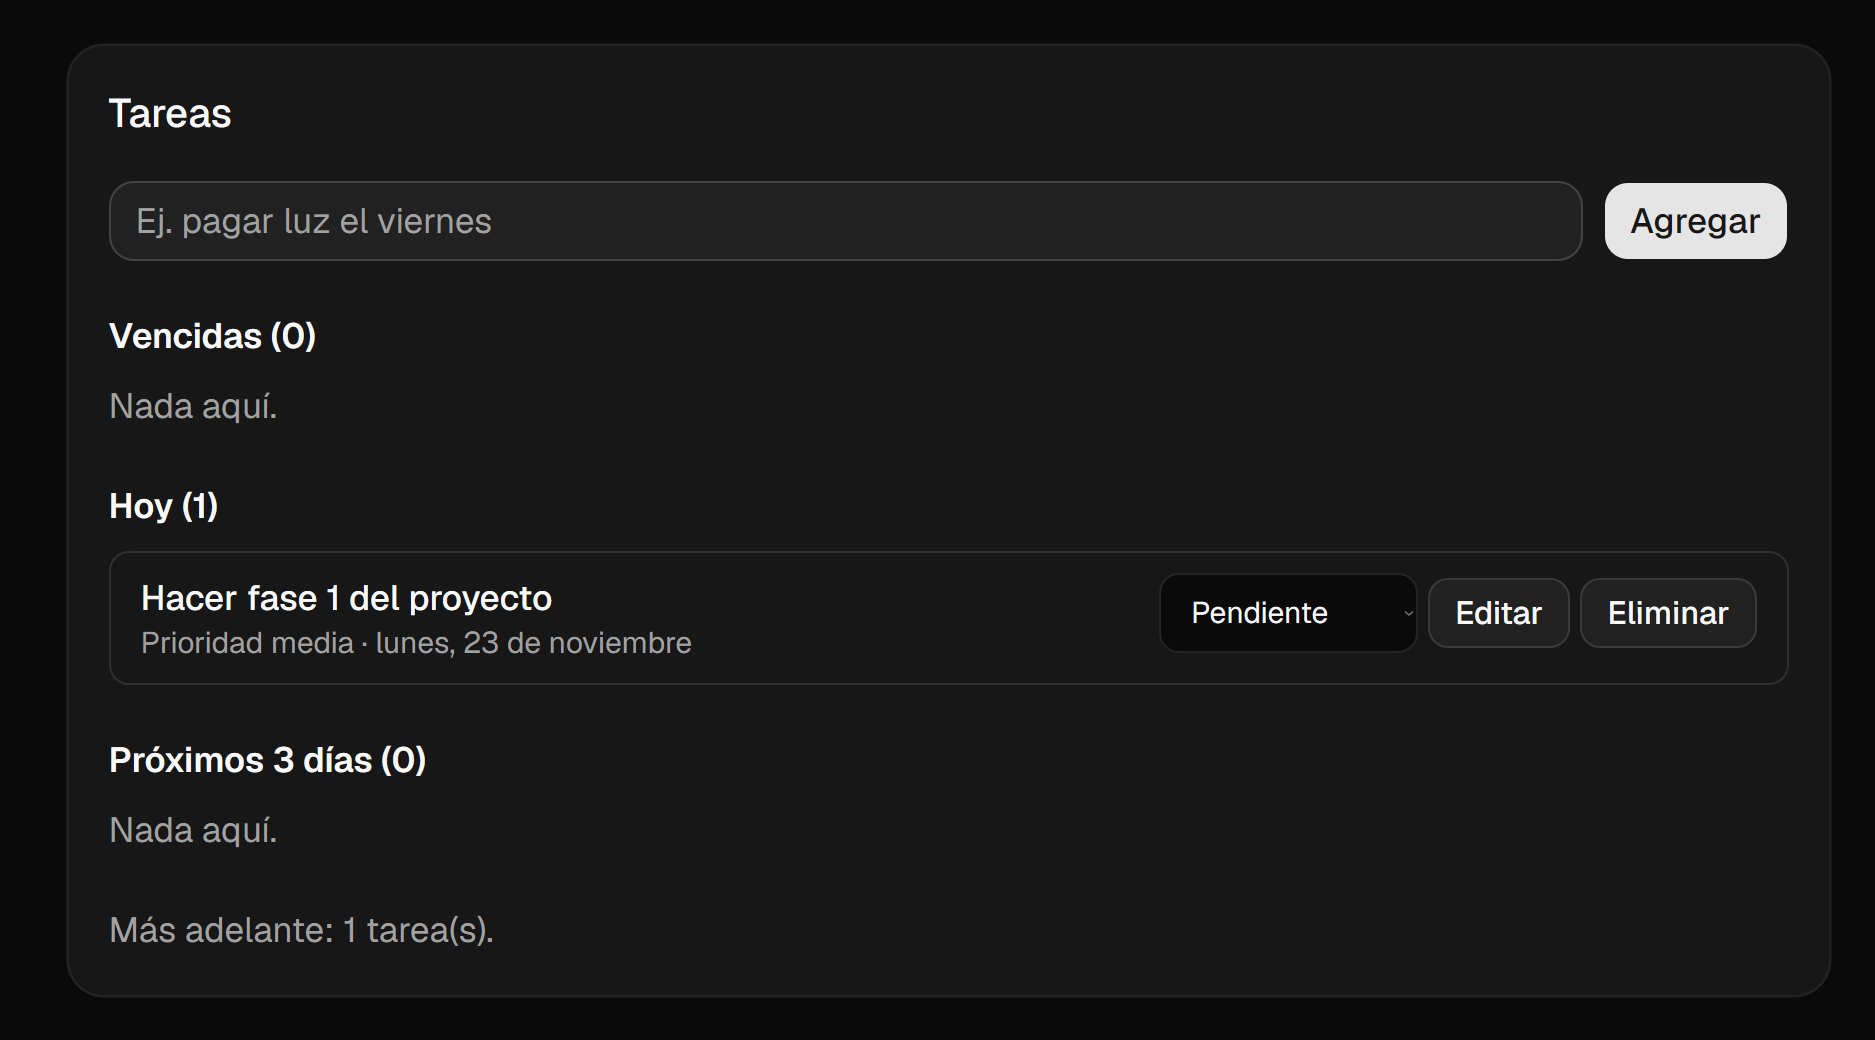 Tareas
Ej. pagar luz el viernes
Agregar
Vencidas (0)
Nada aquí.
Hoy (1)
Hacer fase 1 del proyecto
Prioridad media · lunes, 23 de noviembre
Pendiente
Editar
Eliminar
Próximos 3 días (0)
Nada aquí.
Más adelante: 1 tarea(s).